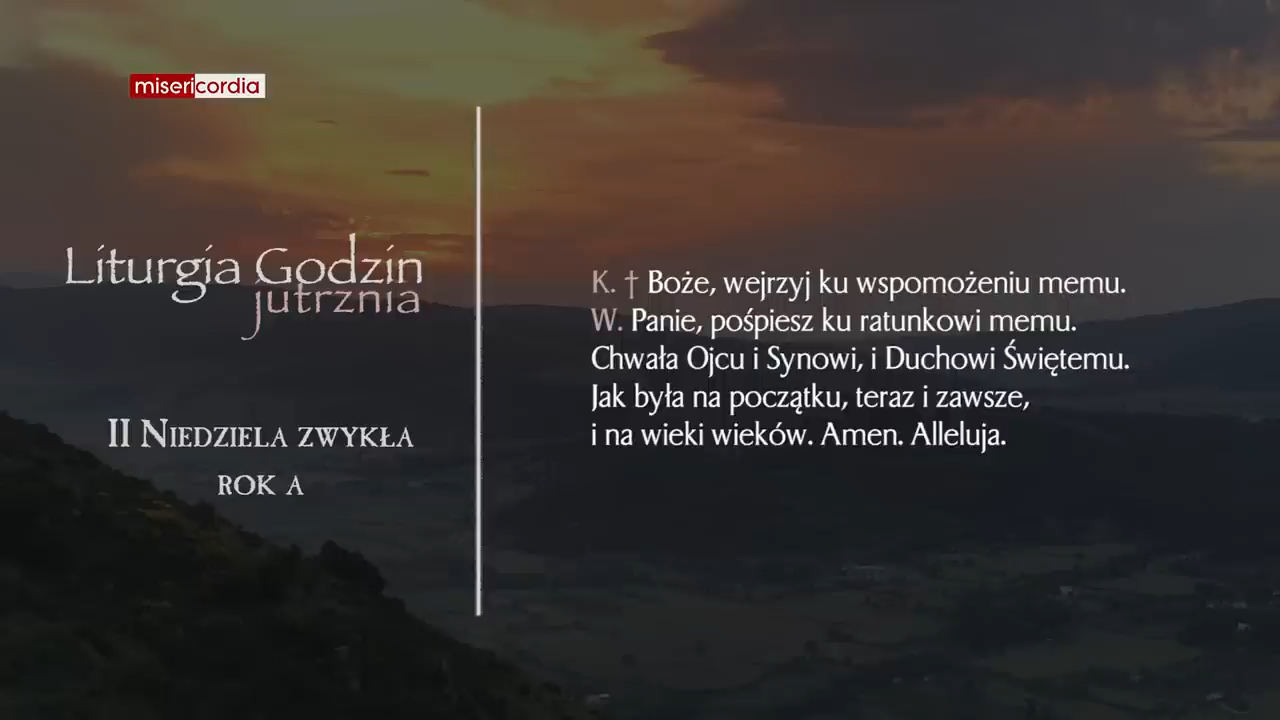 misericordia
Liturgia Godzin
jutrznia
II Niedziela zwykła
rok A
K. † Boże, wejrzyj ku wspomożeniu memu.
W. Panie, pośpiesz ku ratunkowi memu.
Chwała Ojcu i Synowi, i Duchowi Świętemu.
Jak była na początku, teraz i zawsze,
i na wieki wieków. Amen. Alleluja.